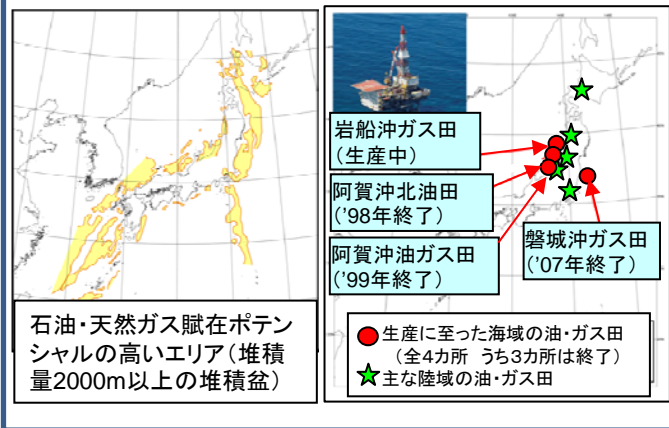 岩船沖ガス田
(生産中)
阿賀沖北油田
('98年終了)
阿賀沖油ガス田
('99年終了)
磐城沖ガス田
('07年終了)
石油・天然ガス賦在ポテン
シャルの高いエリア(堆積
量2000m以上の堆積盆)
生産に至った海域の油・ガス田
(全4カ所 うち3カ所は終了)
主な陸域の油・ガス田